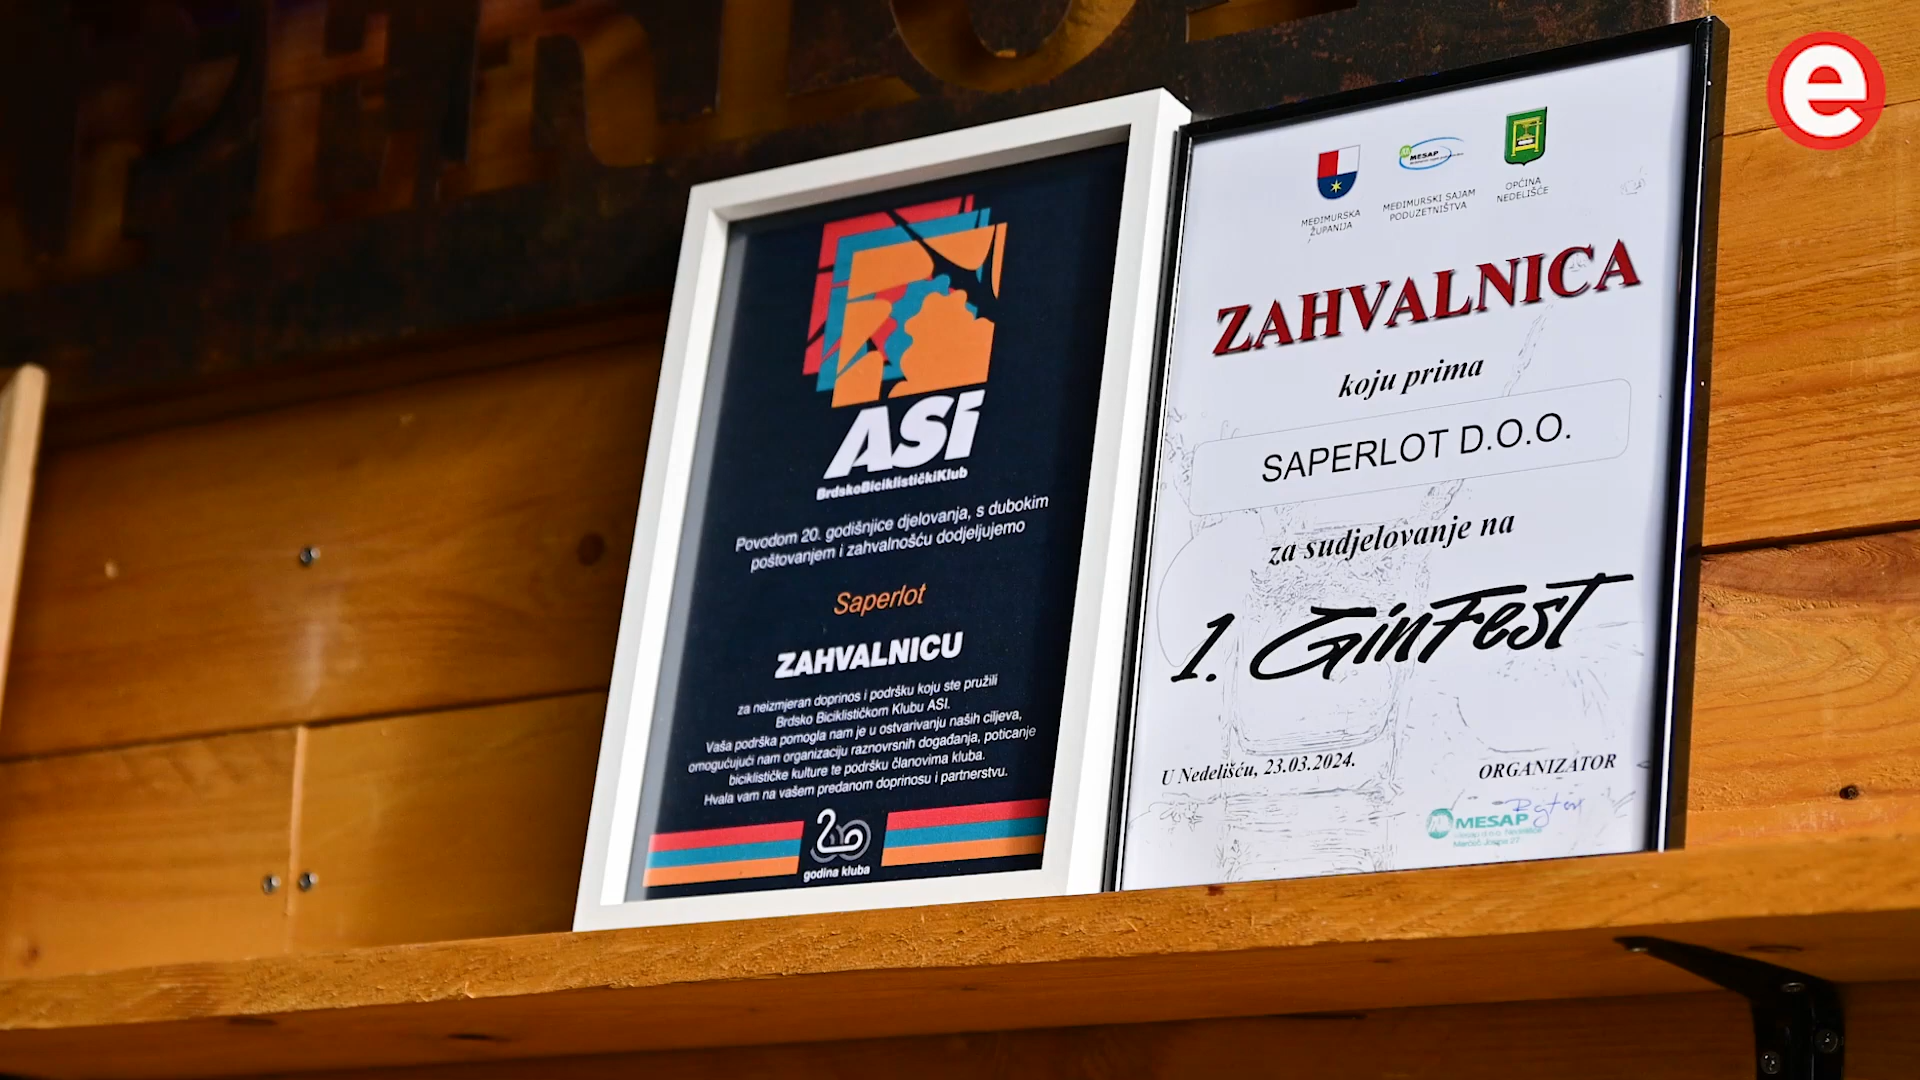 APERLOT
e
ASi
BrdskoBiciklističkiKlub
Povodom 20. godišnjice djelovanja, s dubokim
poštovanjem i zahvalnošću dodjeljujemo
Saperlot
ZAHVALNICU
za neizmjeran doprinos i podršku koju ste pružili
Brdsko Biciklističkom Klubu ASI.
Vaša podrška pomogla nam je u ostvarivanju naših ciljeva,
omogućujući nam organizaciju raznovrsnih događanja, poticanje
biciklističke kulture te podršku članovima kluba.
Hvala vam na vašem predanom doprinosu i partnerstvu.
20
godina kluba
MEĐIMURSKA
ŽUPANIJA
MESAP
MEĐIMURSKI SAJAM
PODUZETNIŠTVA
OPĆINA
NEDELIŠĆE
ZAHVALNICA
koju prima
SAPERLOT D.O.O.
za sudjelovanje na
1. GinFest
U Nedelišću, 23.03.2024.
ORGANIZATOR
MESAP